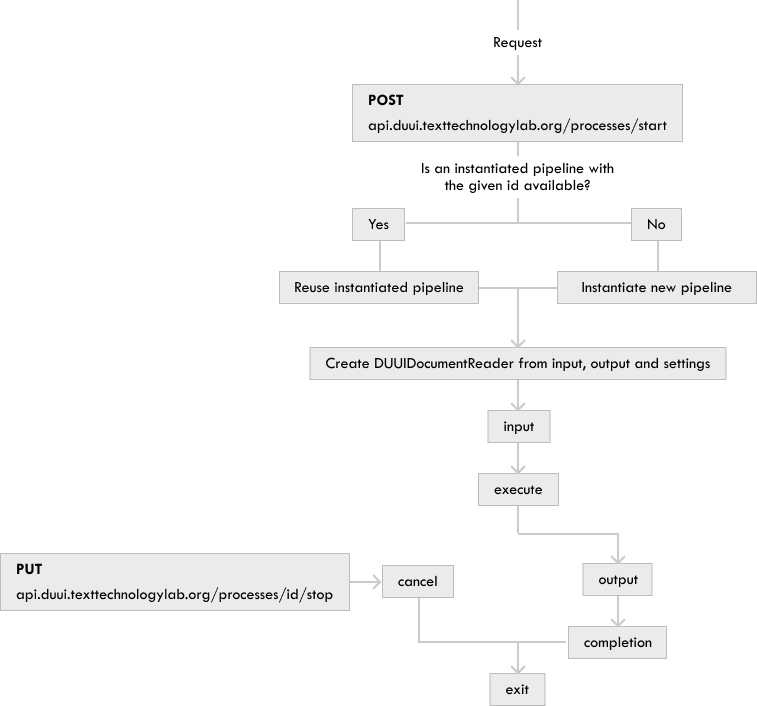 Request
POST
api.duui.texttechnologylab.org/processes/start
Is an instantiated pipeline with
the given id available?
Yes
No
Reuse instantiated pipeline
Instantiate new pipeline
Create DUUIDocumentReader from input, output and settings
input
execute
PUT
api.duui.texttechnologylab.org/processes/id/stop
cancel
output
completion
exit